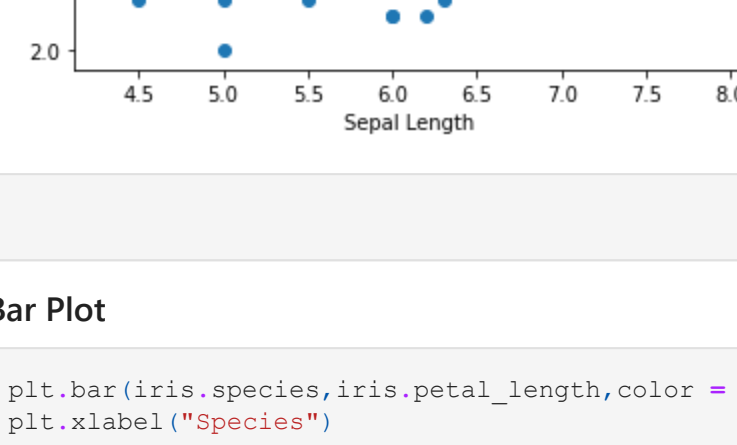 2.0
4.5 5.0 5.5 6.0 6.5 7.0 7.5 8.
Sepal Length
Bar Plot
plt.bar(iris.species,iris.petal_length,color =
plt.xlabel("Species")